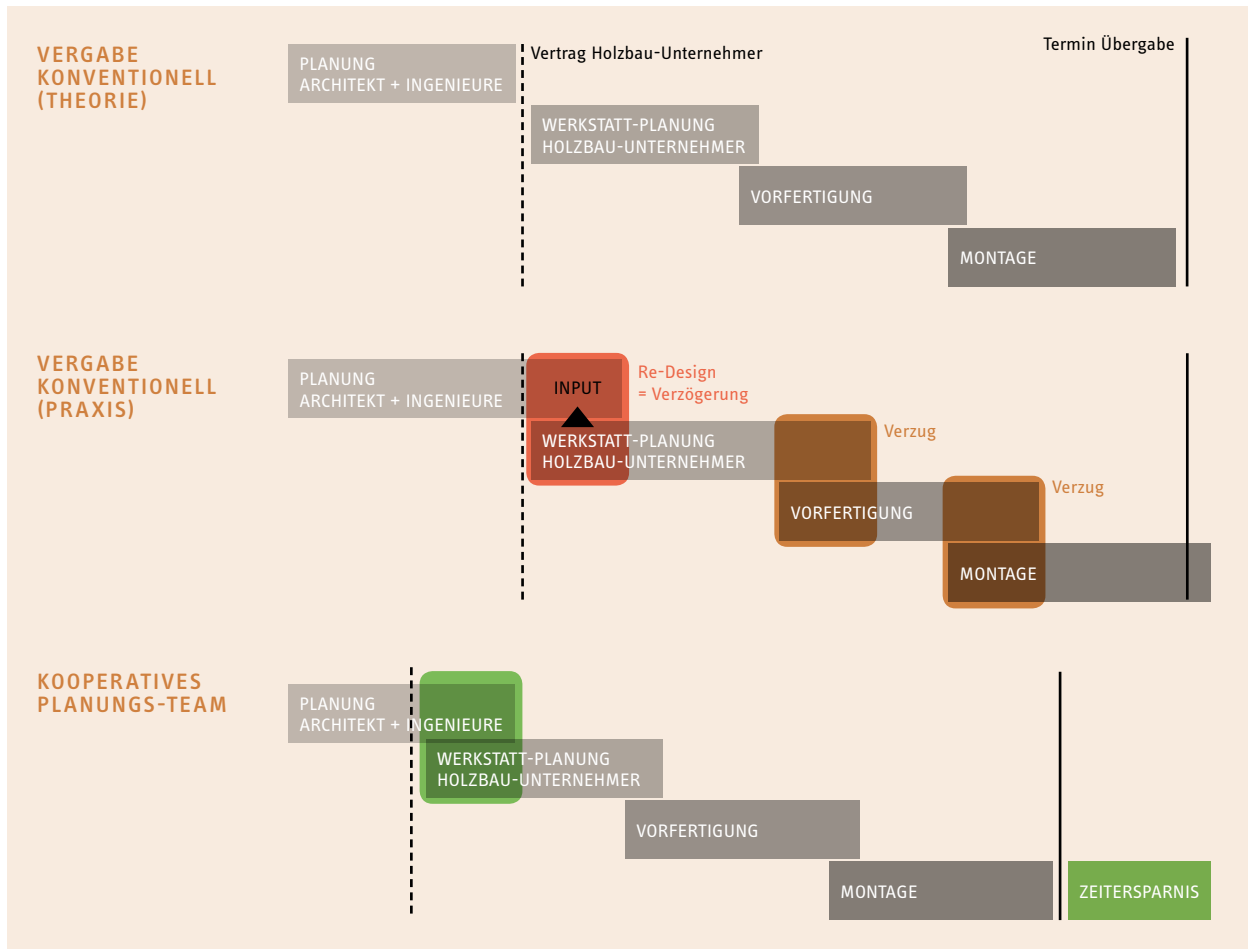 VERGABE
KONVENTIONELL
(THEORIE)
PLANUNG
ARCHITEKT + INGENIEURE
Vertrag Holzbau-Unternehmer
Termin Übergabe
WERKSTATT-PLANUNG
HOLZBAU-UNTERNEHMER
VORFERTIGUNG
MONTAGE
VERGABE
KONVENTIONELL
(PRAXIS)
PLANUNG
ARCHITEKT + INGENIEURE
INPUT
Re-Design
= Verzögerung
WERKSTATT-PLANUNG
HOLZBAU-UNTERNEHMER
Verzug
VORFERTIGUNG
Verzug
MONTAGE
KOOPERATIVES
PLANUNGS-TEAM
PLANUNG
ARCHITEKT + INGENIEURE
WERKSTATT-PLANUNG
HOLZBAU-UNTERNEHMER
VORFERTIGUNG
MONTAGE
ZEITERSPARNIS